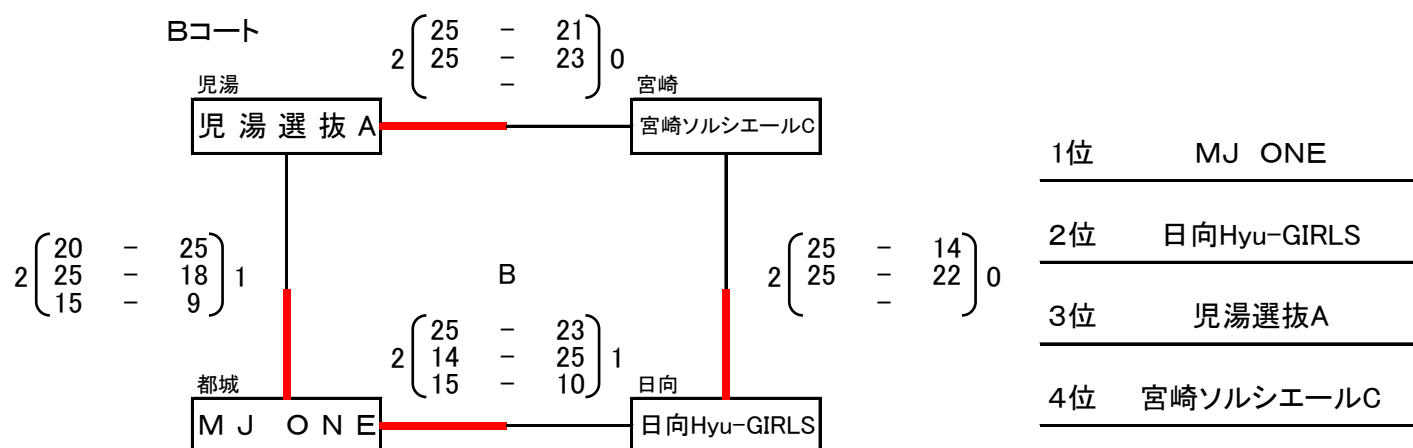 Bコート
2 25 - 21 0
25 - 23
-
児湯
児湯選抜A
宮崎
宮崎ソルシエールC
2 20 - 25 1
25 - 18
15 - 9
B
2 25 - 14 0
25 - 22
-
2 25 - 23 1
14 - 25
15 - 10
都城
MJ ONE
日向
日向Hyu-GIRLS
1位 MJ ONE
2位 日向Hyu-GIRLS
3位 児湯選抜A
4位 宮崎ソルシエールC